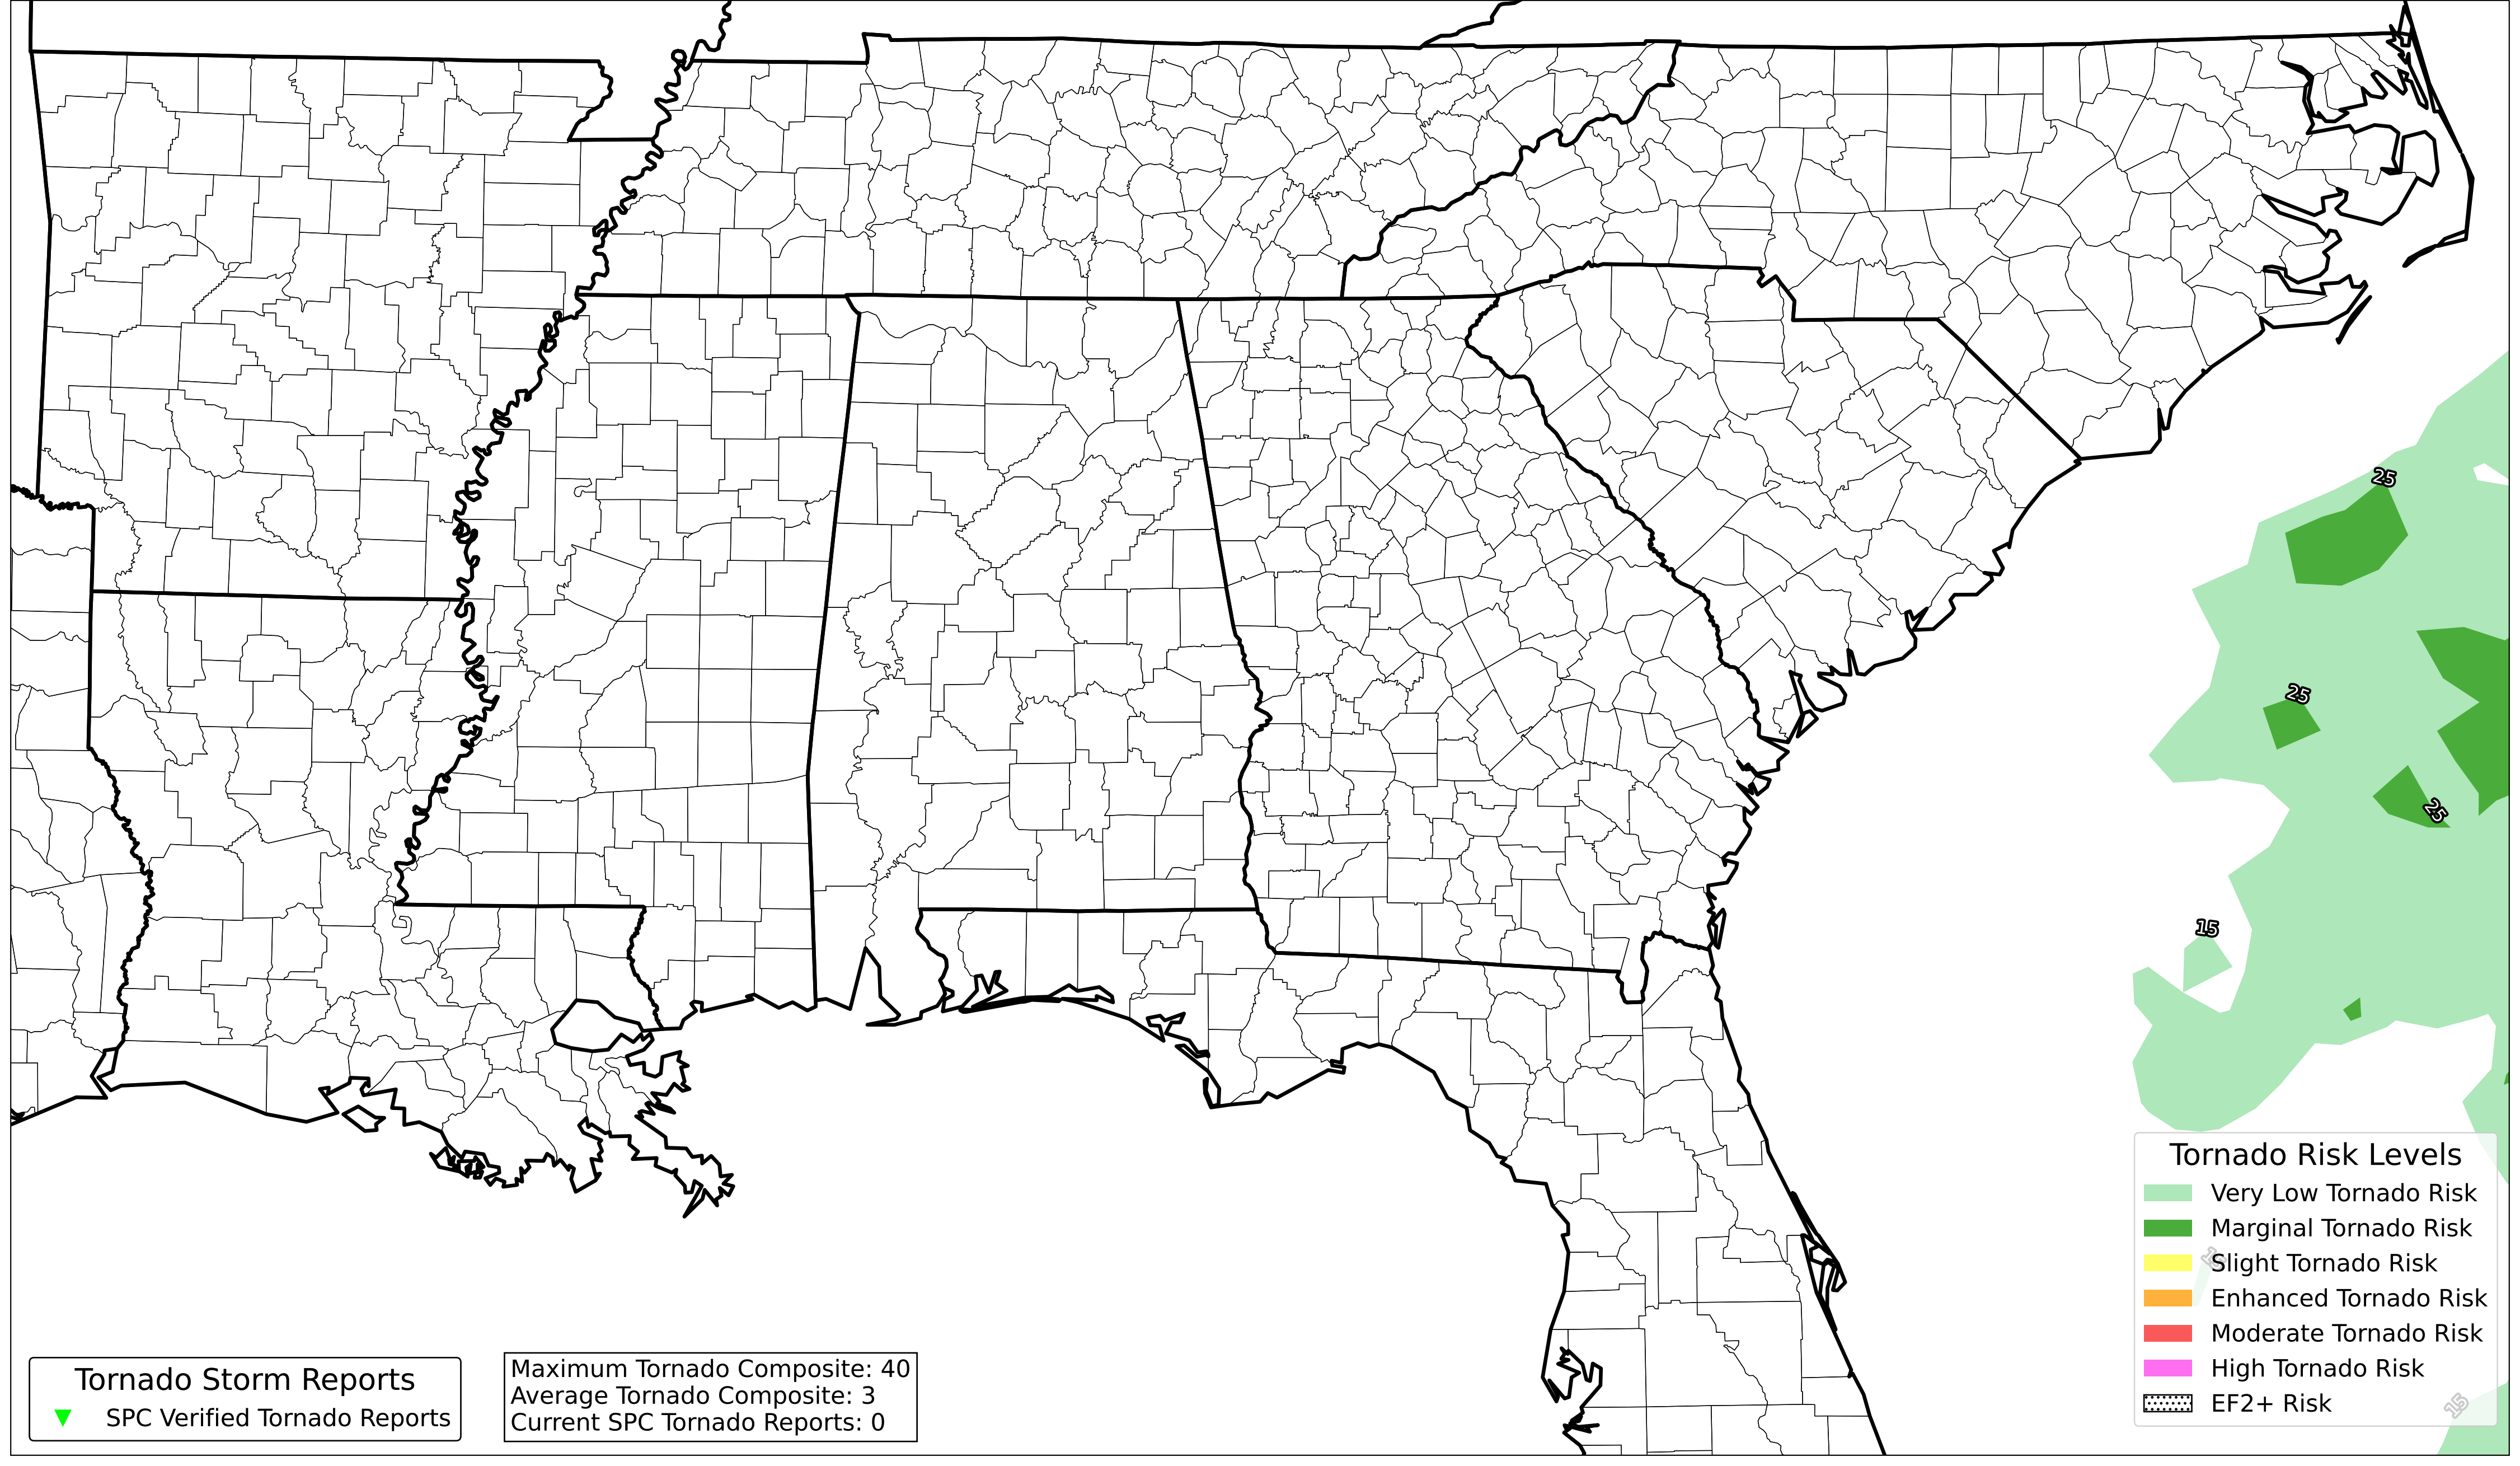 25
25
25
15
Tornado Risk Levels
Very Low Tornado Risk
Marginal Tornado Risk
Slight Tornado Risk
Enhanced Tornado Risk
Moderate Tornado Risk
High Tornado Risk
EF2+ Risk
15
Tornado Storm Reports
SPC Verified Tornado Reports
Maximum Tornado Composite: 40
Average Tornado Composite: 3
Current SPC Tornado Reports: 0